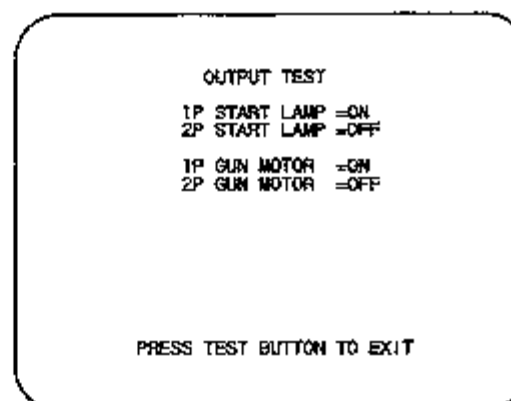 OUTPUT TEST
1P START LAMP =ON
2P START LAMP =OFF
1P GUN MOTOR =ON
2P GUN MOTOR =OFF
PRESS TEST BUTTON TO EXIT